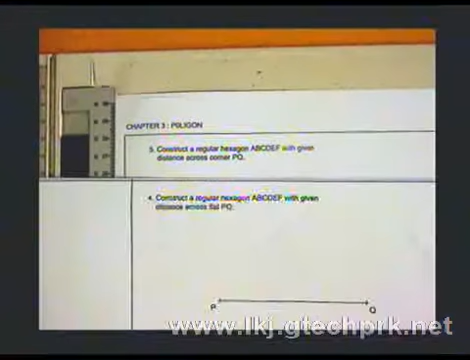 CHAPTER 3 : POLIGON
3. Construct a regular hexagon ABCDEF with given
distance across corner PQ.
4. Construct a regular hexagon ABCDEF with given
distance across flat PQ.
P
Q
www.lkj.gtechprk.net